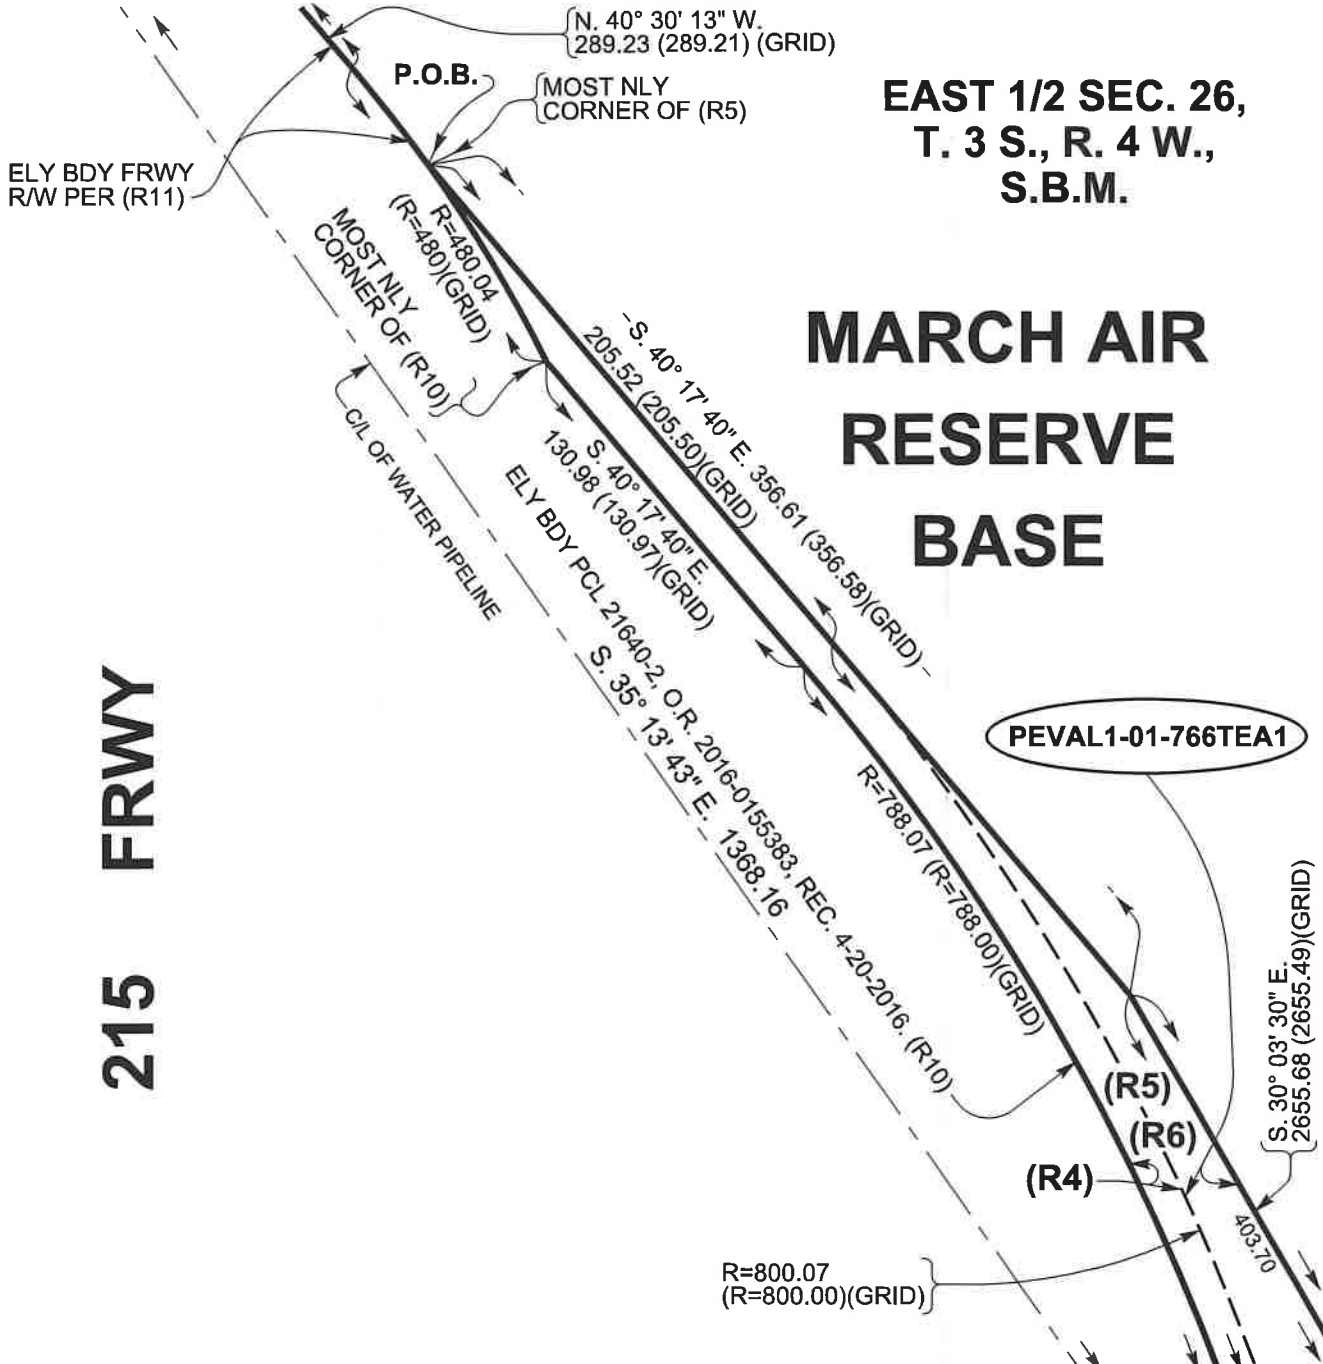 N. 40° 30' 13" W.
289.23 (289.21) (GRID)
P.O.B.
MOST NLY
CORNER OF (R5)
EAST 1/2 SEC. 26,
T. 3 S., R. 4 W.,
S.B.M.
ELY BDY FRWY
R/W PER (R11)
R=480.04
(R=480)(GRID)
MOST NLY
CORNER OF (R10)
C/L OF WATER PIPELINE
S. 40° 17' 40" E. 356.61 (356.58)(GRID)
205.52 (205.50)(GRID)
MARCH AIR
RESERVE
BASE
S. 40° 17' 40" E.
130.98 (130.97)(GRID)
ELY BDY PCL 21640-2, O.R. 2016-0155383, REC. 4-20-2016. (R10)
S. 35° 13' 43" E. 1368.16
215 FRWY
PEVAL1-01-766TEA1
R=788.07 (R=788.00)(GRID)
S. 30° 03' 30" E.
2655.68 (2655.49)(GRID)
(R5)
(R6)
(R4)
403.70
R=800.07
(R=800.00)(GRID)